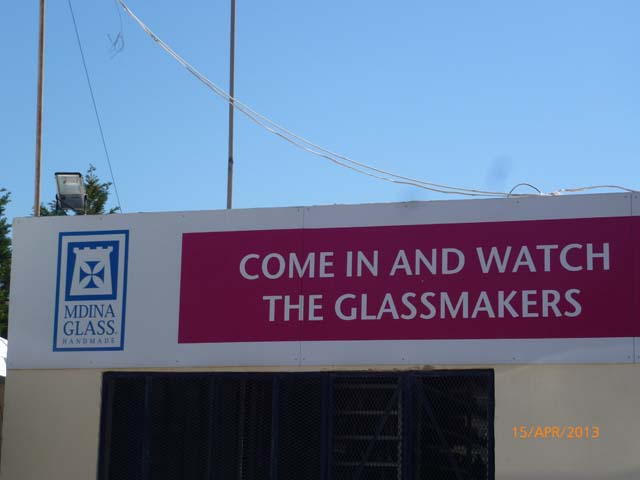 MDINA
GLASS
HANDMADE
COME IN AND WATCH
THE GLASSMAKERS
15/APR/2013